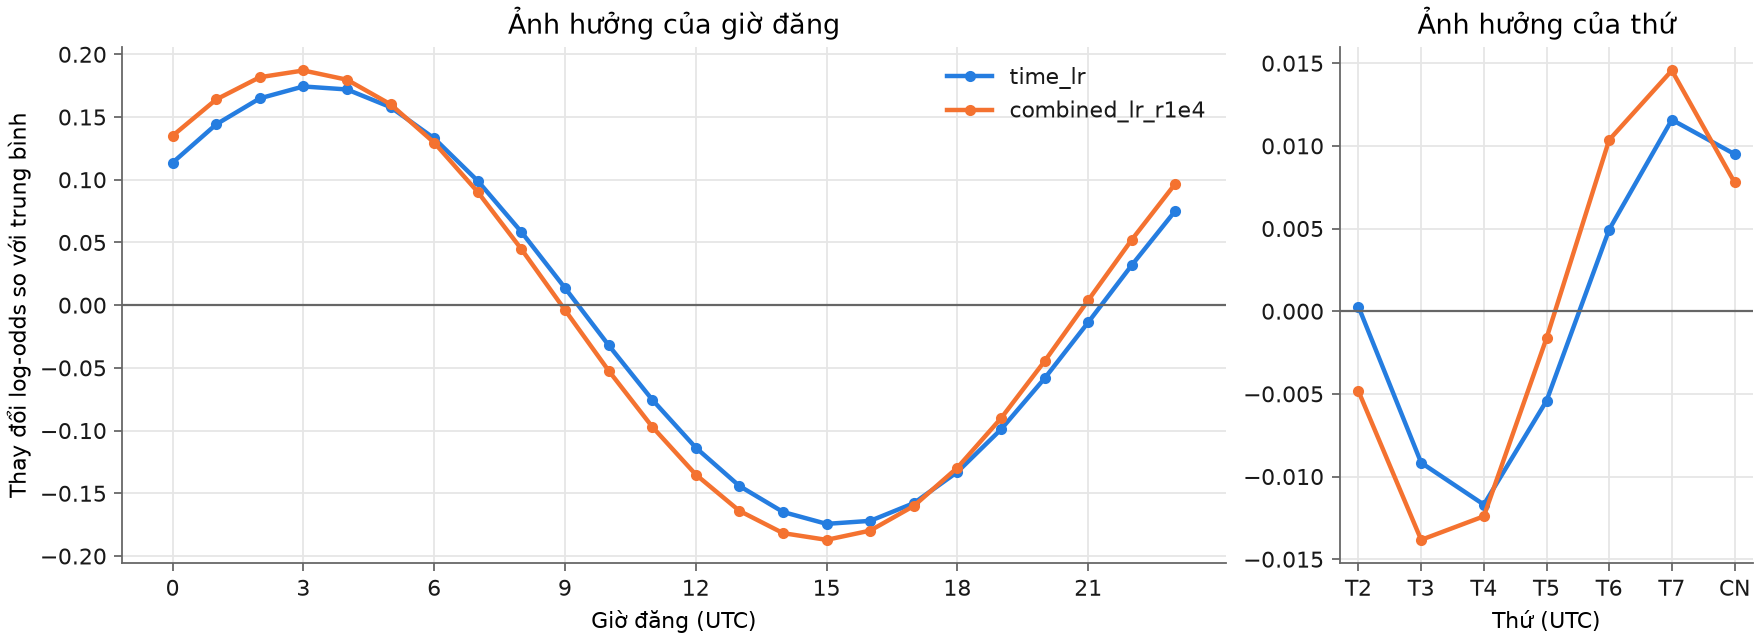 Ảnh hưởng của giờ đăng
Thay đổi log-odds so với trung bình
0.20
0.15
0.10
0.05
0.00
−0.05
−0.10
−0.15
−0.20
time_lr
combined_lr_r1e4
0 3 6 9 12 15 18 21
Giờ đăng (UTC)
Ảnh hưởng của thứ
0.015
0.010
0.005
0.000
−0.005
−0.010
−0.015
T2 T3 T4 T5 T6 T7 CN
Thứ (UTC)